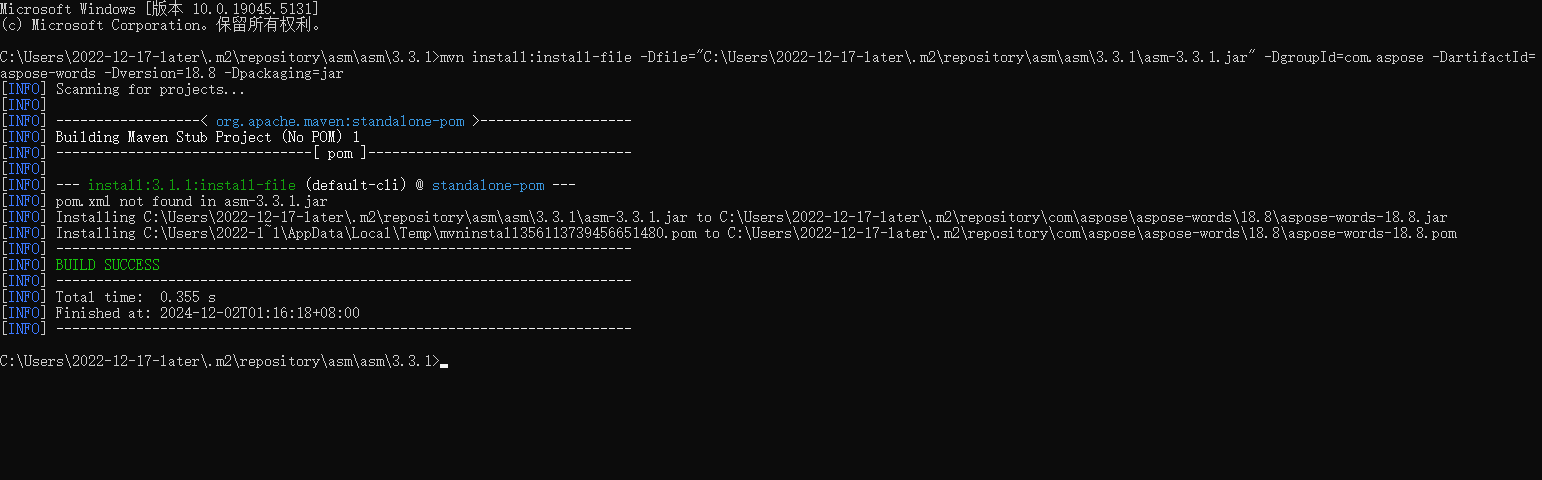 Microsoft Windows [版本 10.0.19045.5131]
(c) Microsoft Corporation。保留所有权利。
C:\Users\2022-12-17-later\.m2\repository\asm\asm\3.3.1>mvn install:install-file -Dfile="C:\Users\2022-12-17-later\.m2\repository\asm\asm\3.3.1\asm-3.3.1.jar" -DgroupId=com.aspose -DartifactId=
aspose-words -Dversion=18.8 -Dpackaging=jar
[INFO] Scanning for projects...
[INFO]
[INFO] ------------------< org.apache.maven:standalone-pom >-------------------
[INFO] Building Maven Stub Project (No POM) 1
[INFO] --------------------------------[ pom ]---------------------------------
[INFO]
[INFO] --- install:3.1.1:install-file (default-cli) @ standalone-pom ---
[INFO] pom.xml not found in asm-3.3.1.jar
[INFO] Installing C:\Users\2022-12-17-later\.m2\repository\asm\asm\3.3.1\asm-3.3.1.jar to C:\Users\2022-12-17-later\.m2\repository\com\aspose\aspose-words\18.8\aspose-words-18.8.jar
[INFO] Installing C:\Users\2022-1~1\AppData\Local\Temp\mvninstall3561137394566651480.pom to C:\Users\2022-12-17-later\.m2\repository\com\aspose\aspose-words\18.8\aspose-words-18.8.pom
[INFO] ------------------------------------------------------------------------
[INFO] BUILD SUCCESS
[INFO] ------------------------------------------------------------------------
[INFO] Total time:  0.355 s
[INFO] Finished at: 2024-12-02T01:16:18+08:00
[INFO] ------------------------------------------------------------------------
C:\Users\2022-12-17-later\.m2\repository\asm\asm\3.3.1>